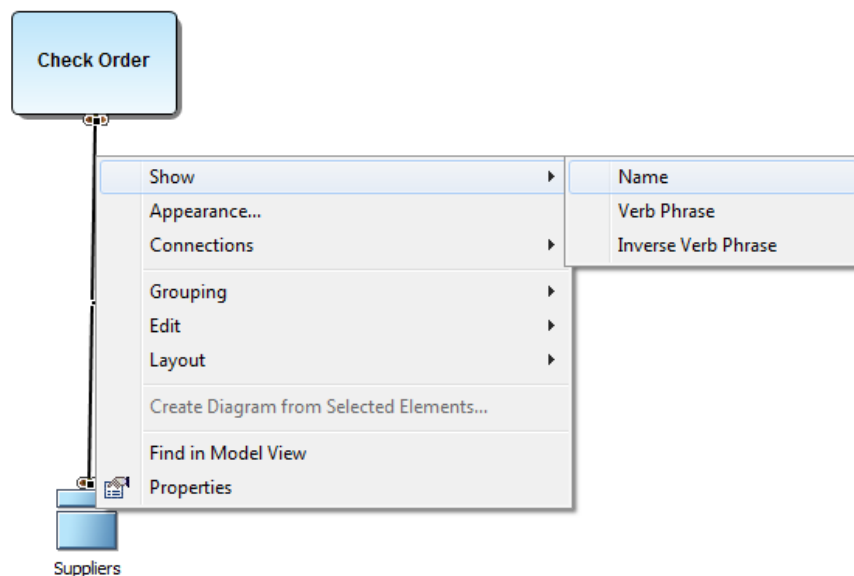 Check Order
Show
Name
Appearance...
Verb Phrase
Connections
Inverse Verb Phrase
Grouping
Edit
Layout
Create Diagram from Selected Elements...
Find in Model View
Properties
Suppliers